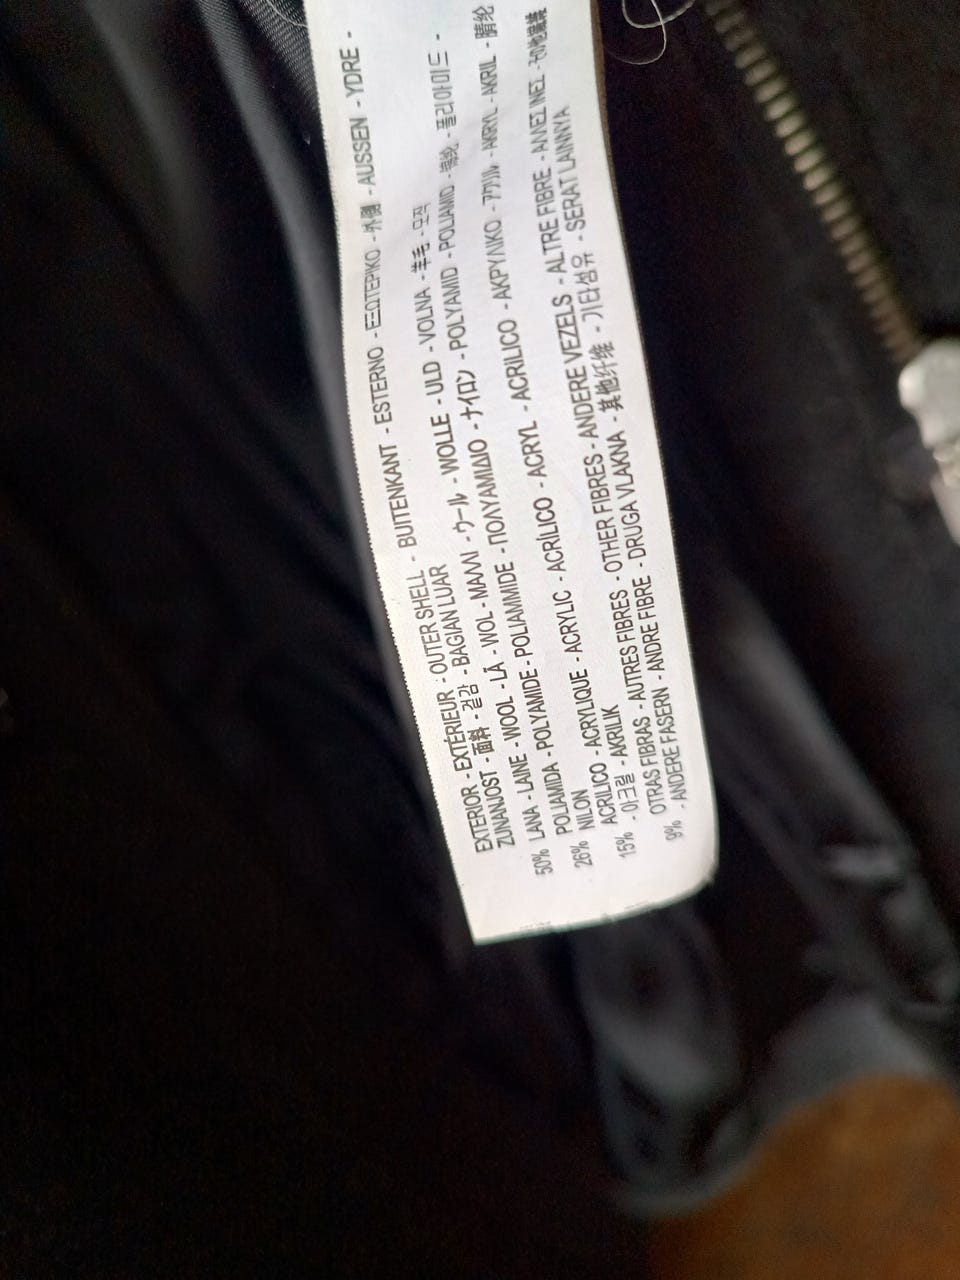 EXTERIOR - EXTÉRIEUR - OUTER SHELL - BUITENKANT - ESTERNO - ΕΞΩΤΕΡΙΚΟ - 外側 - AUSSEN - YDRE -
ZUNANJOST - 面料 - 겉감 - BAGIAN LUAR
50% LANA - LAINE - WOOL - LÃ - WOL - ΜΑΛΛΙ - ウール - WOLLE - ULD - VOLNA - 羊毛 - 모직
26% POLIAMIDA - POLYAMIDE - POLIAMMIDE - ΠΟΛΥΑΜΙΔΙΟ - ナイロン - POLYAMID - POLIAMID - 锦纶 - 폴리아미드 -
NILON
15% ACRILICO - ACRYLIQUE - ACRYLIC - ACRÍLICO - ACRYL - ACRÍLICO - ΑΚΡΥΛΙΚΟ - アクリル - AKRYL - AKRIL - 腈纶
- 아크릴 - AKRILIK
9% OTRAS FIBRAS - AUTRES FIBRES - OTHER FIBRES - ANDERE VEZELS - ALTRE FIBRE - ΑΛΛΕΣ ΙΝΕΣ - その他繊維
- ANDERE FASERN - ANDRE FIBRE - DRUGA VLAKNA - 其他纤维 - 기타섬유 - SERAT LAINNYA